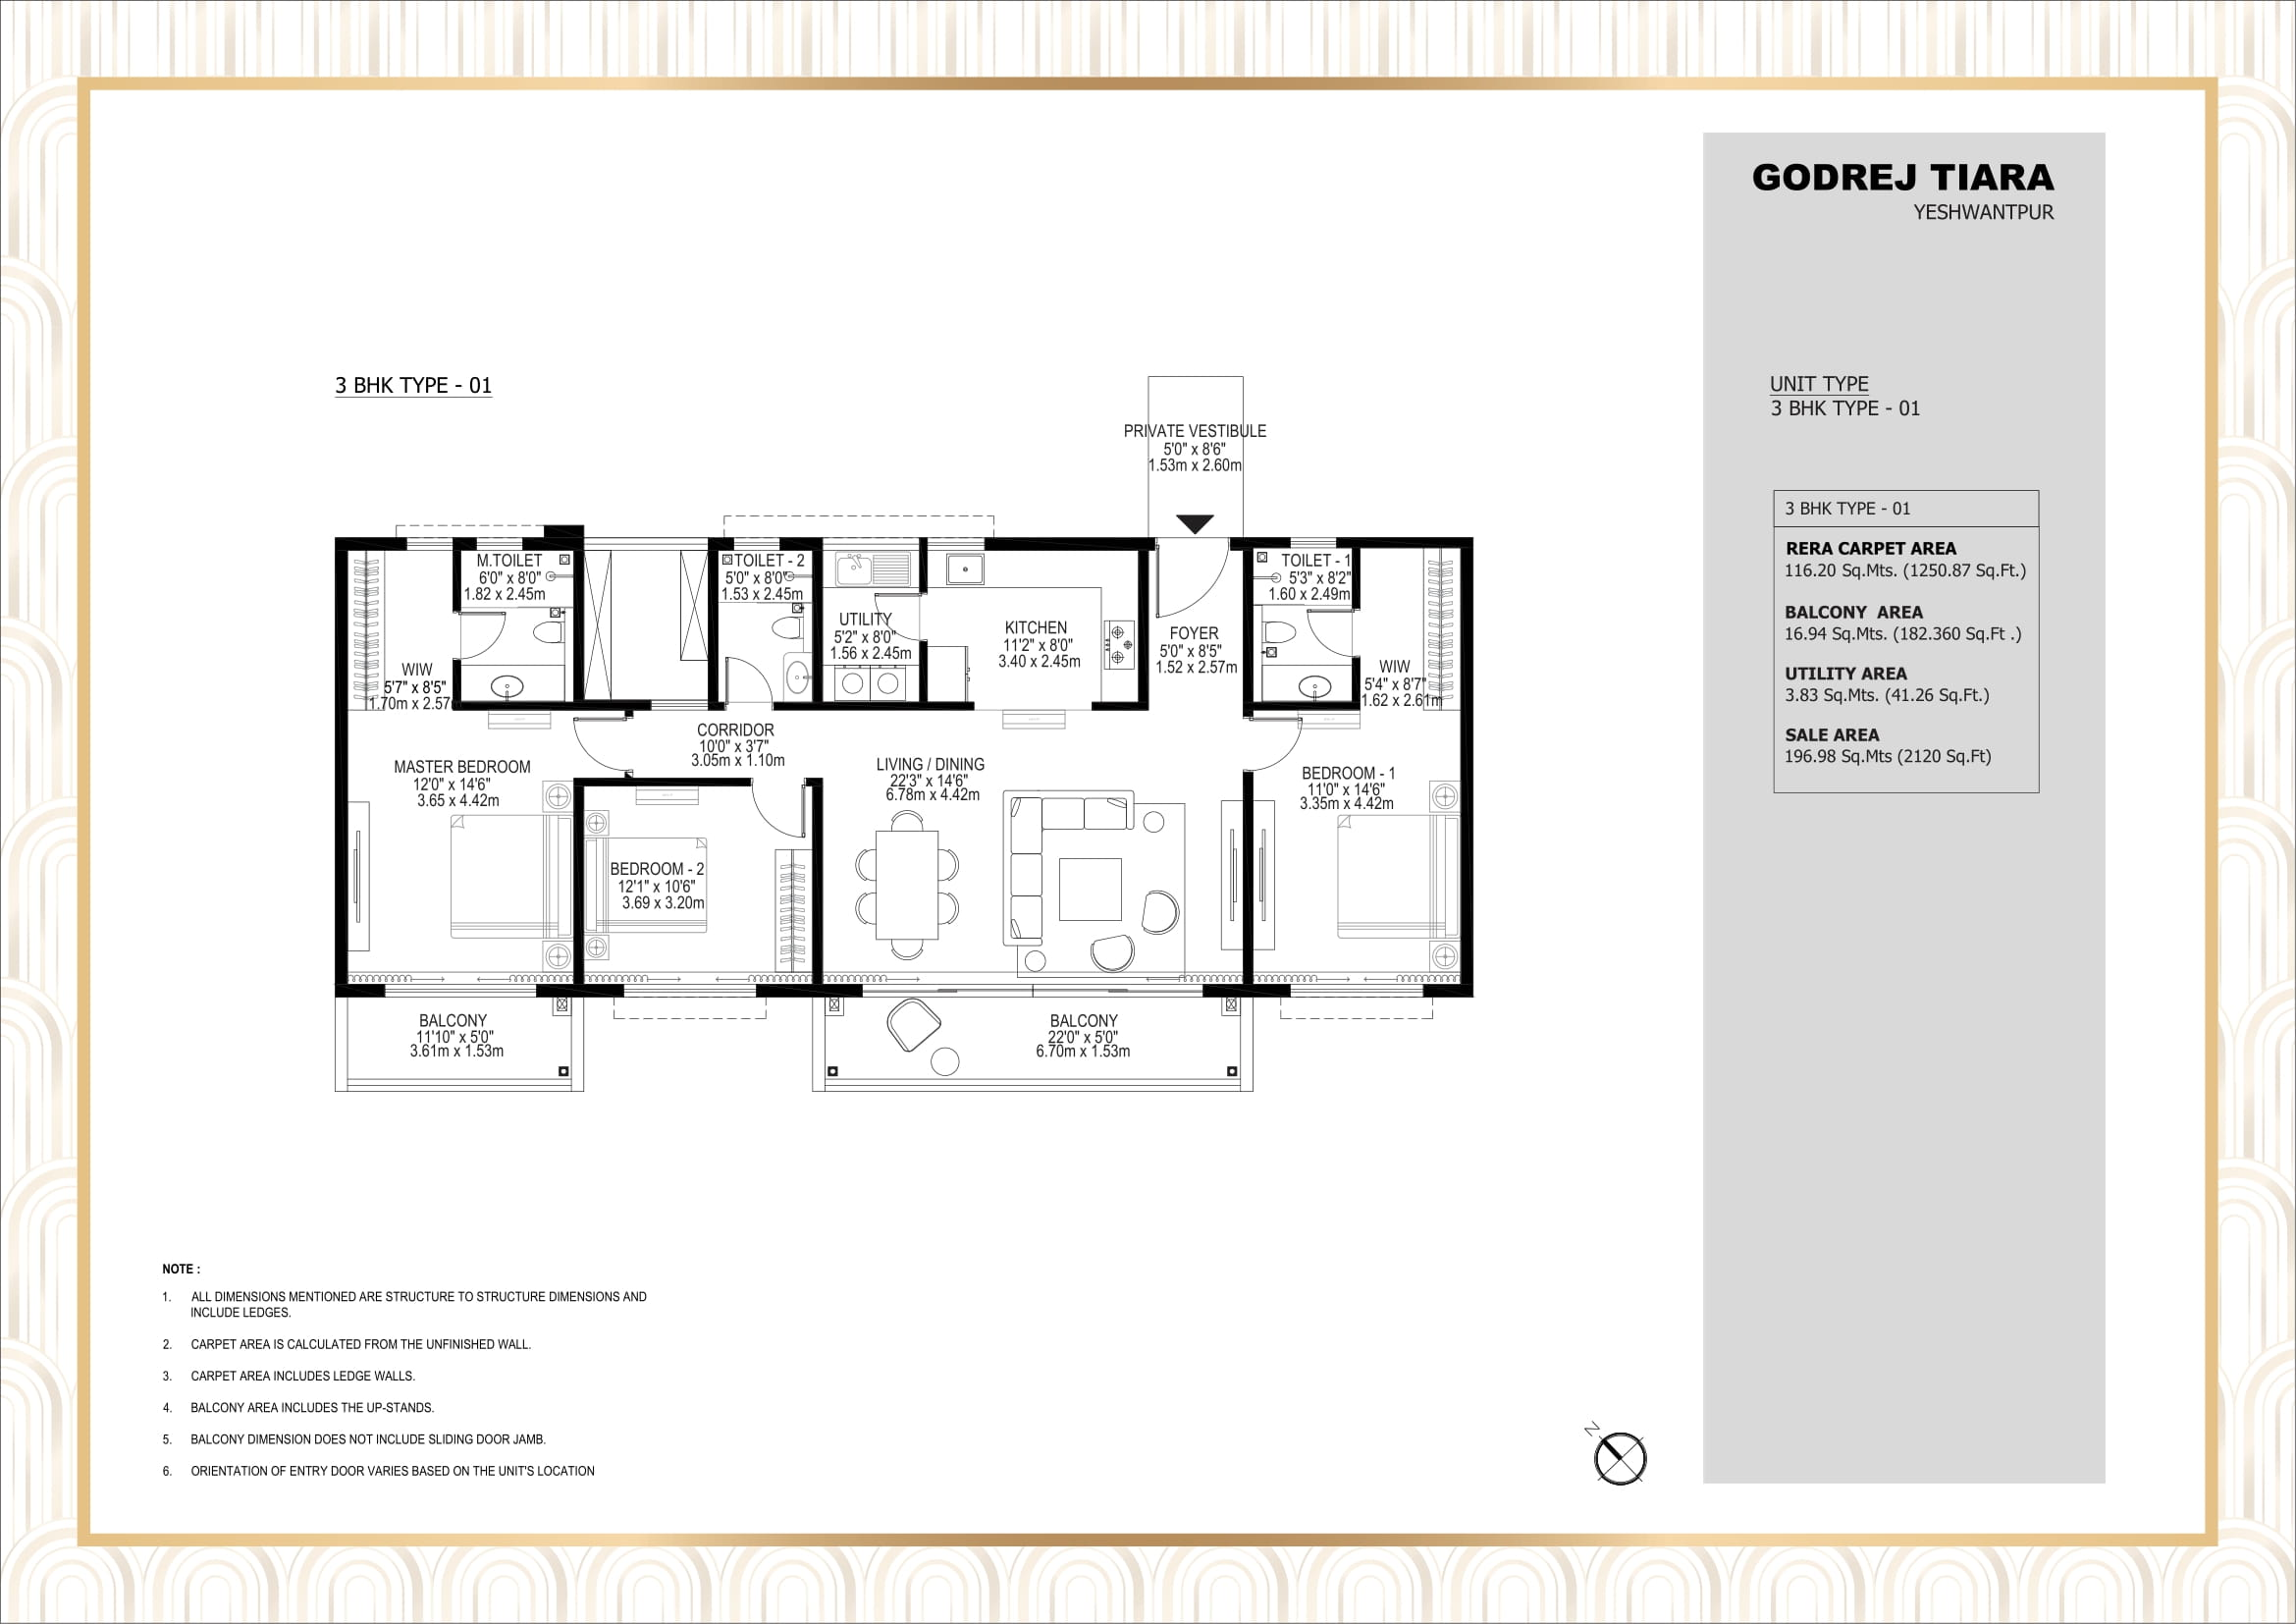 GODREJ TIARA
YESHWANTPUR
3 BHK TYPE - 01
UNIT TYPE
3 BHK TYPE - 01
PRIVATE VESTIBULE
5'0" x 8'6"
1.53m x 2.60m
3 BHK TYPE - 01
RERA CARPET AREA
116.20 Sq.Mts. (1250.87 Sq.Ft.)
BALCONY AREA
16.94 Sq.Mts. (182.360 Sq.Ft .)
UTILITY AREA
3.83 Sq.Mts. (41.26 Sq.Ft.)
SALE AREA
196.98 Sq.Mts (2120 Sq.Ft)
M.TOILET
6'0" x 8'0"
1.82 x 2.45m
TOILET - 2
5'0" x 8'0"
1.53 x 2.45m
UTILITY
5'2" x 8'0"
1.56 x 2.45m
KITCHEN
11'2" x 8'0"
3.40 x 2.45m
FOYER
5'0" x 8'5"
1.52 x 2.57m
TOILET - 1
5'3" x 8'2"
1.60 x 2.49m
WIW
5'7" x 8'5"
1.70m x 2.57
WIW
5'4" x 8'7"
1.62 x 2.61m
CORRIDOR
10'0" x 3'7"
3.05m x 1.10m
MASTER BEDROOM
12'0" x 14'6"
3.65 x 4.42m
LIVING / DINING
22'3" x 14'6"
6.78m x 4.42m
BEDROOM - 1
11'0" x 14'6"
3.35m x 4.42m
BEDROOM - 2
12'1" x 10'6"
3.69 x 3.20m
BALCONY
11'10" x 5'0"
3.61m x 1.53m
BALCONY
22'0" x 5'0"
6.70m x 1.53m
NOTE :
1. ALL DIMENSIONS MENTIONED ARE STRUCTURE TO STRUCTURE DIMENSIONS AND
INCLUDE LEDGES.
2. CARPET AREA IS CALCULATED FROM THE UNFINISHED WALL.
3. CARPET AREA INCLUDES LEDGE WALLS.
4. BALCONY AREA INCLUDES THE UP-STANDS.
5. BALCONY DIMENSION DOES NOT INCLUDE SLIDING DOOR JAMB.
6. ORIENTATION OF ENTRY DOOR VARIES BASED ON THE UNIT'S LOCATION
N